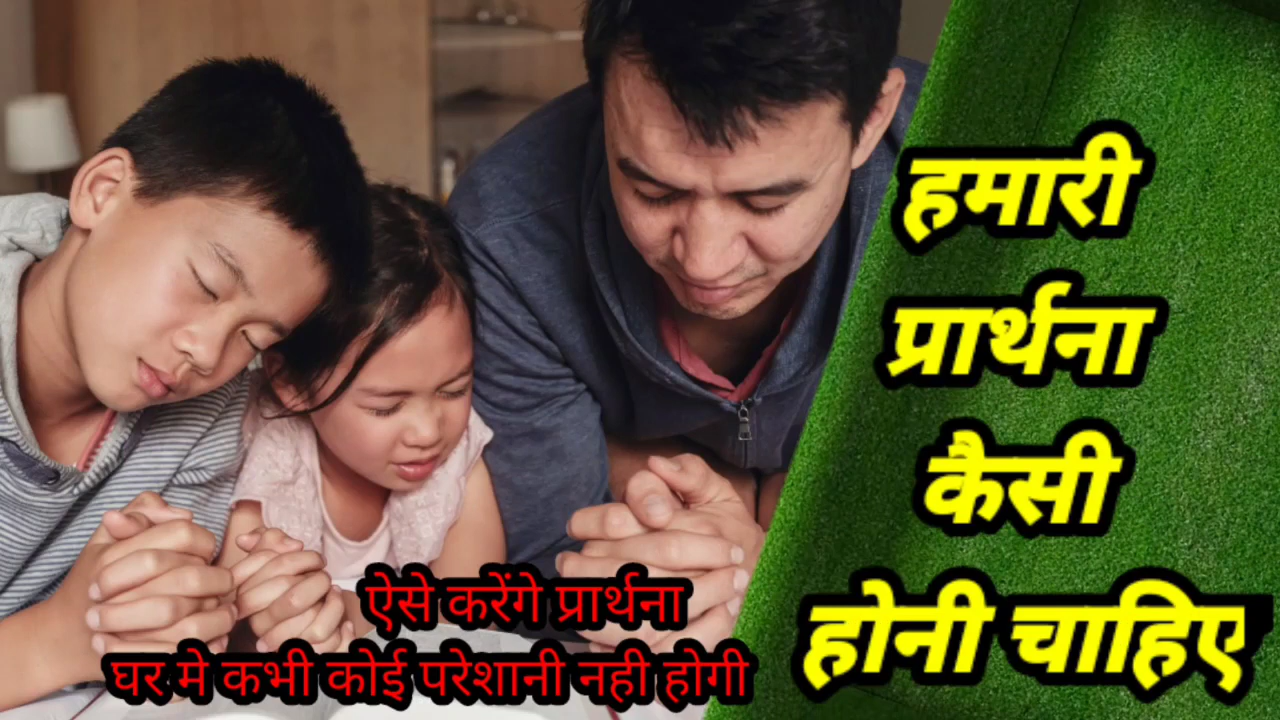 हमारी
प्रार्थना
कैसी
होनी चाहिए
ऐसे करेंगे प्रार्थना
घर मे कभी कोई परेशानी नही होगी